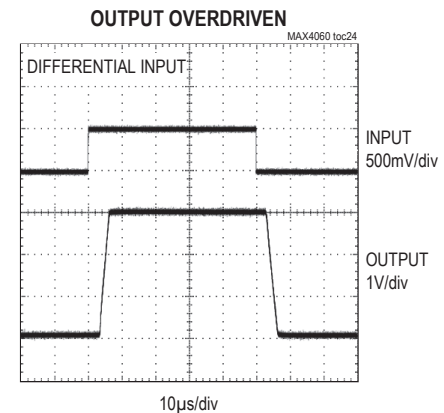 OUTPUT OVERDRIVEN
MAX4060 toc24
DIFFERENTIAL INPUT
INPUT
500mV/div
OUTPUT
1V/div
10µs/div